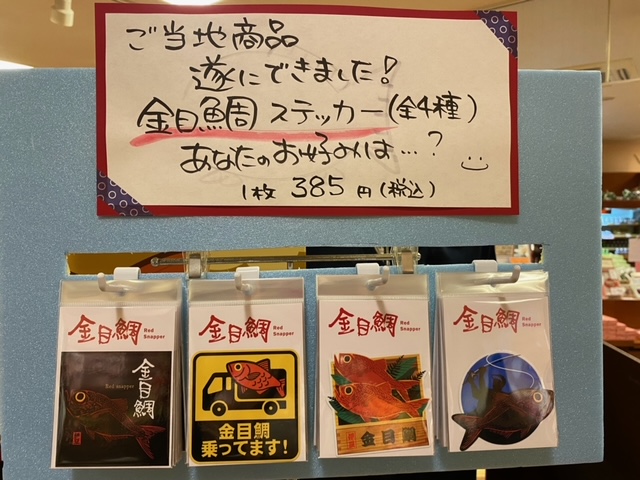 ご当地商品
遂にできました!
金目鯛 ステッカー(全4種)
あなたのお好みは…?
1枚 385円(税込)
金目鯛 Red Snapper
金目鯛
Red snapper
金目鯛 Red Snapper
金目鯛
乗ってます!
金目鯛 Red Snapper
金目鯛
金目鯛 Red Snapper